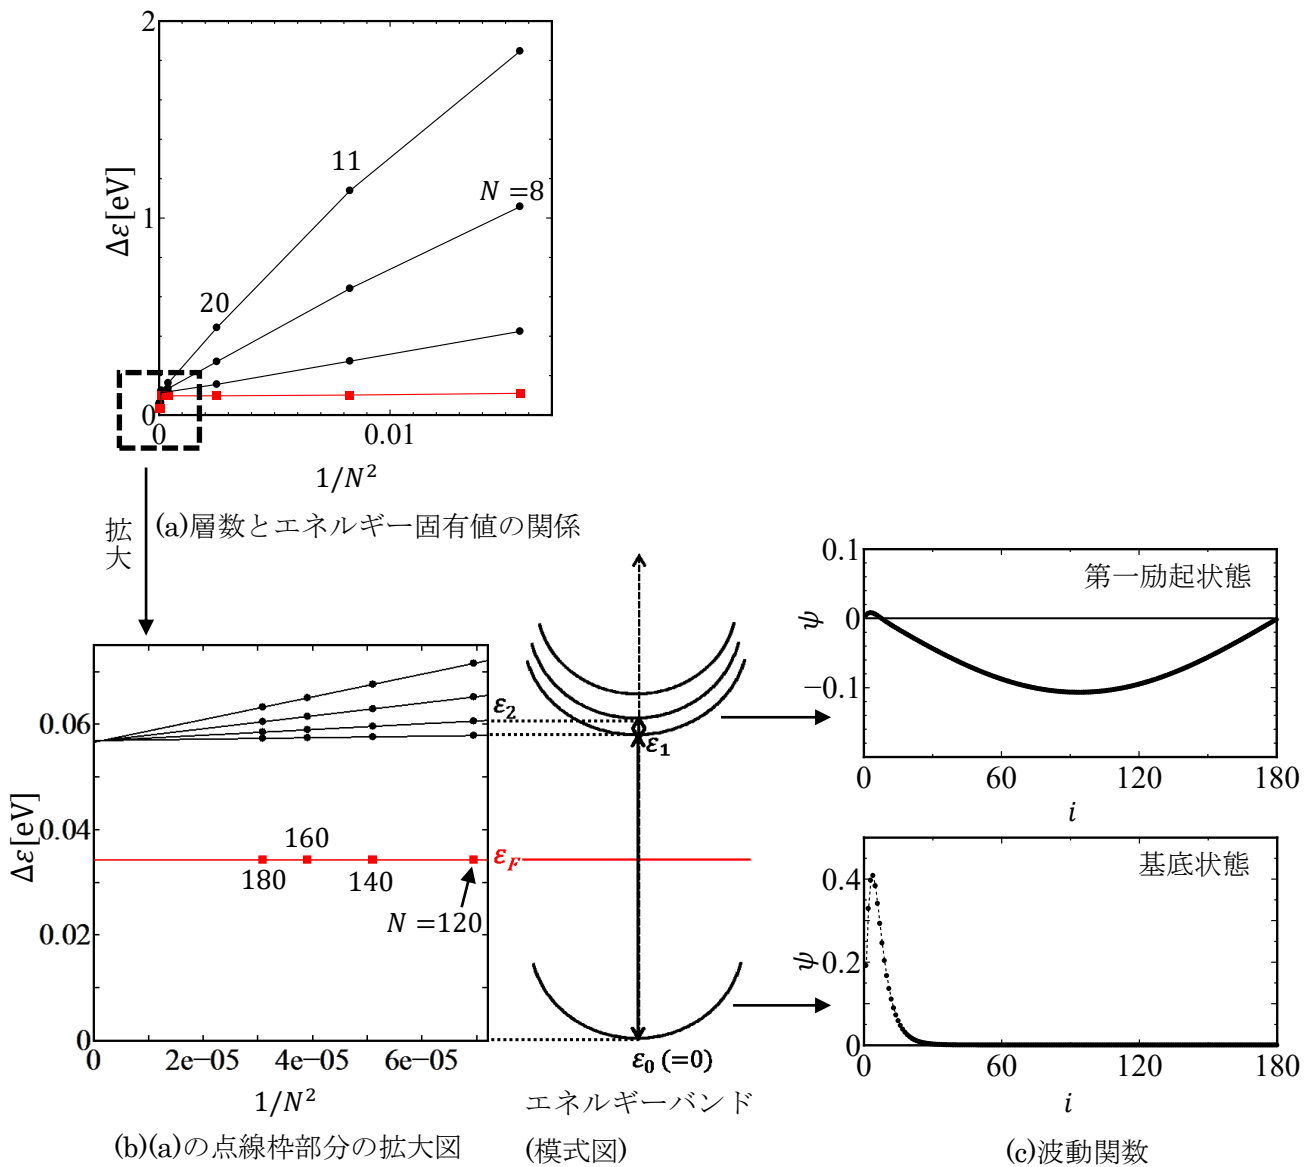 2
1
0
Δε[eV]
11
N =8
20
0
0.01
1/N²
(a)層数とエネルギー固有値の関係
拡大
0.06
0.04
0.02
0
Δε[eV]
160
180
140
N =120
0
2e−05
4e−05
6e−05
1/N²
(b)(a)の点線枠部分の拡大図
ε₂
ε₁
ε_F
ε₀ (=0)
エネルギーバンド
(模式図)
0.1
0
−0.1
ψ
第一励起状態
0
60
120
180
i
0.4
0.2
0
ψ
基底状態
0
60
120
180
i
(c)波動関数